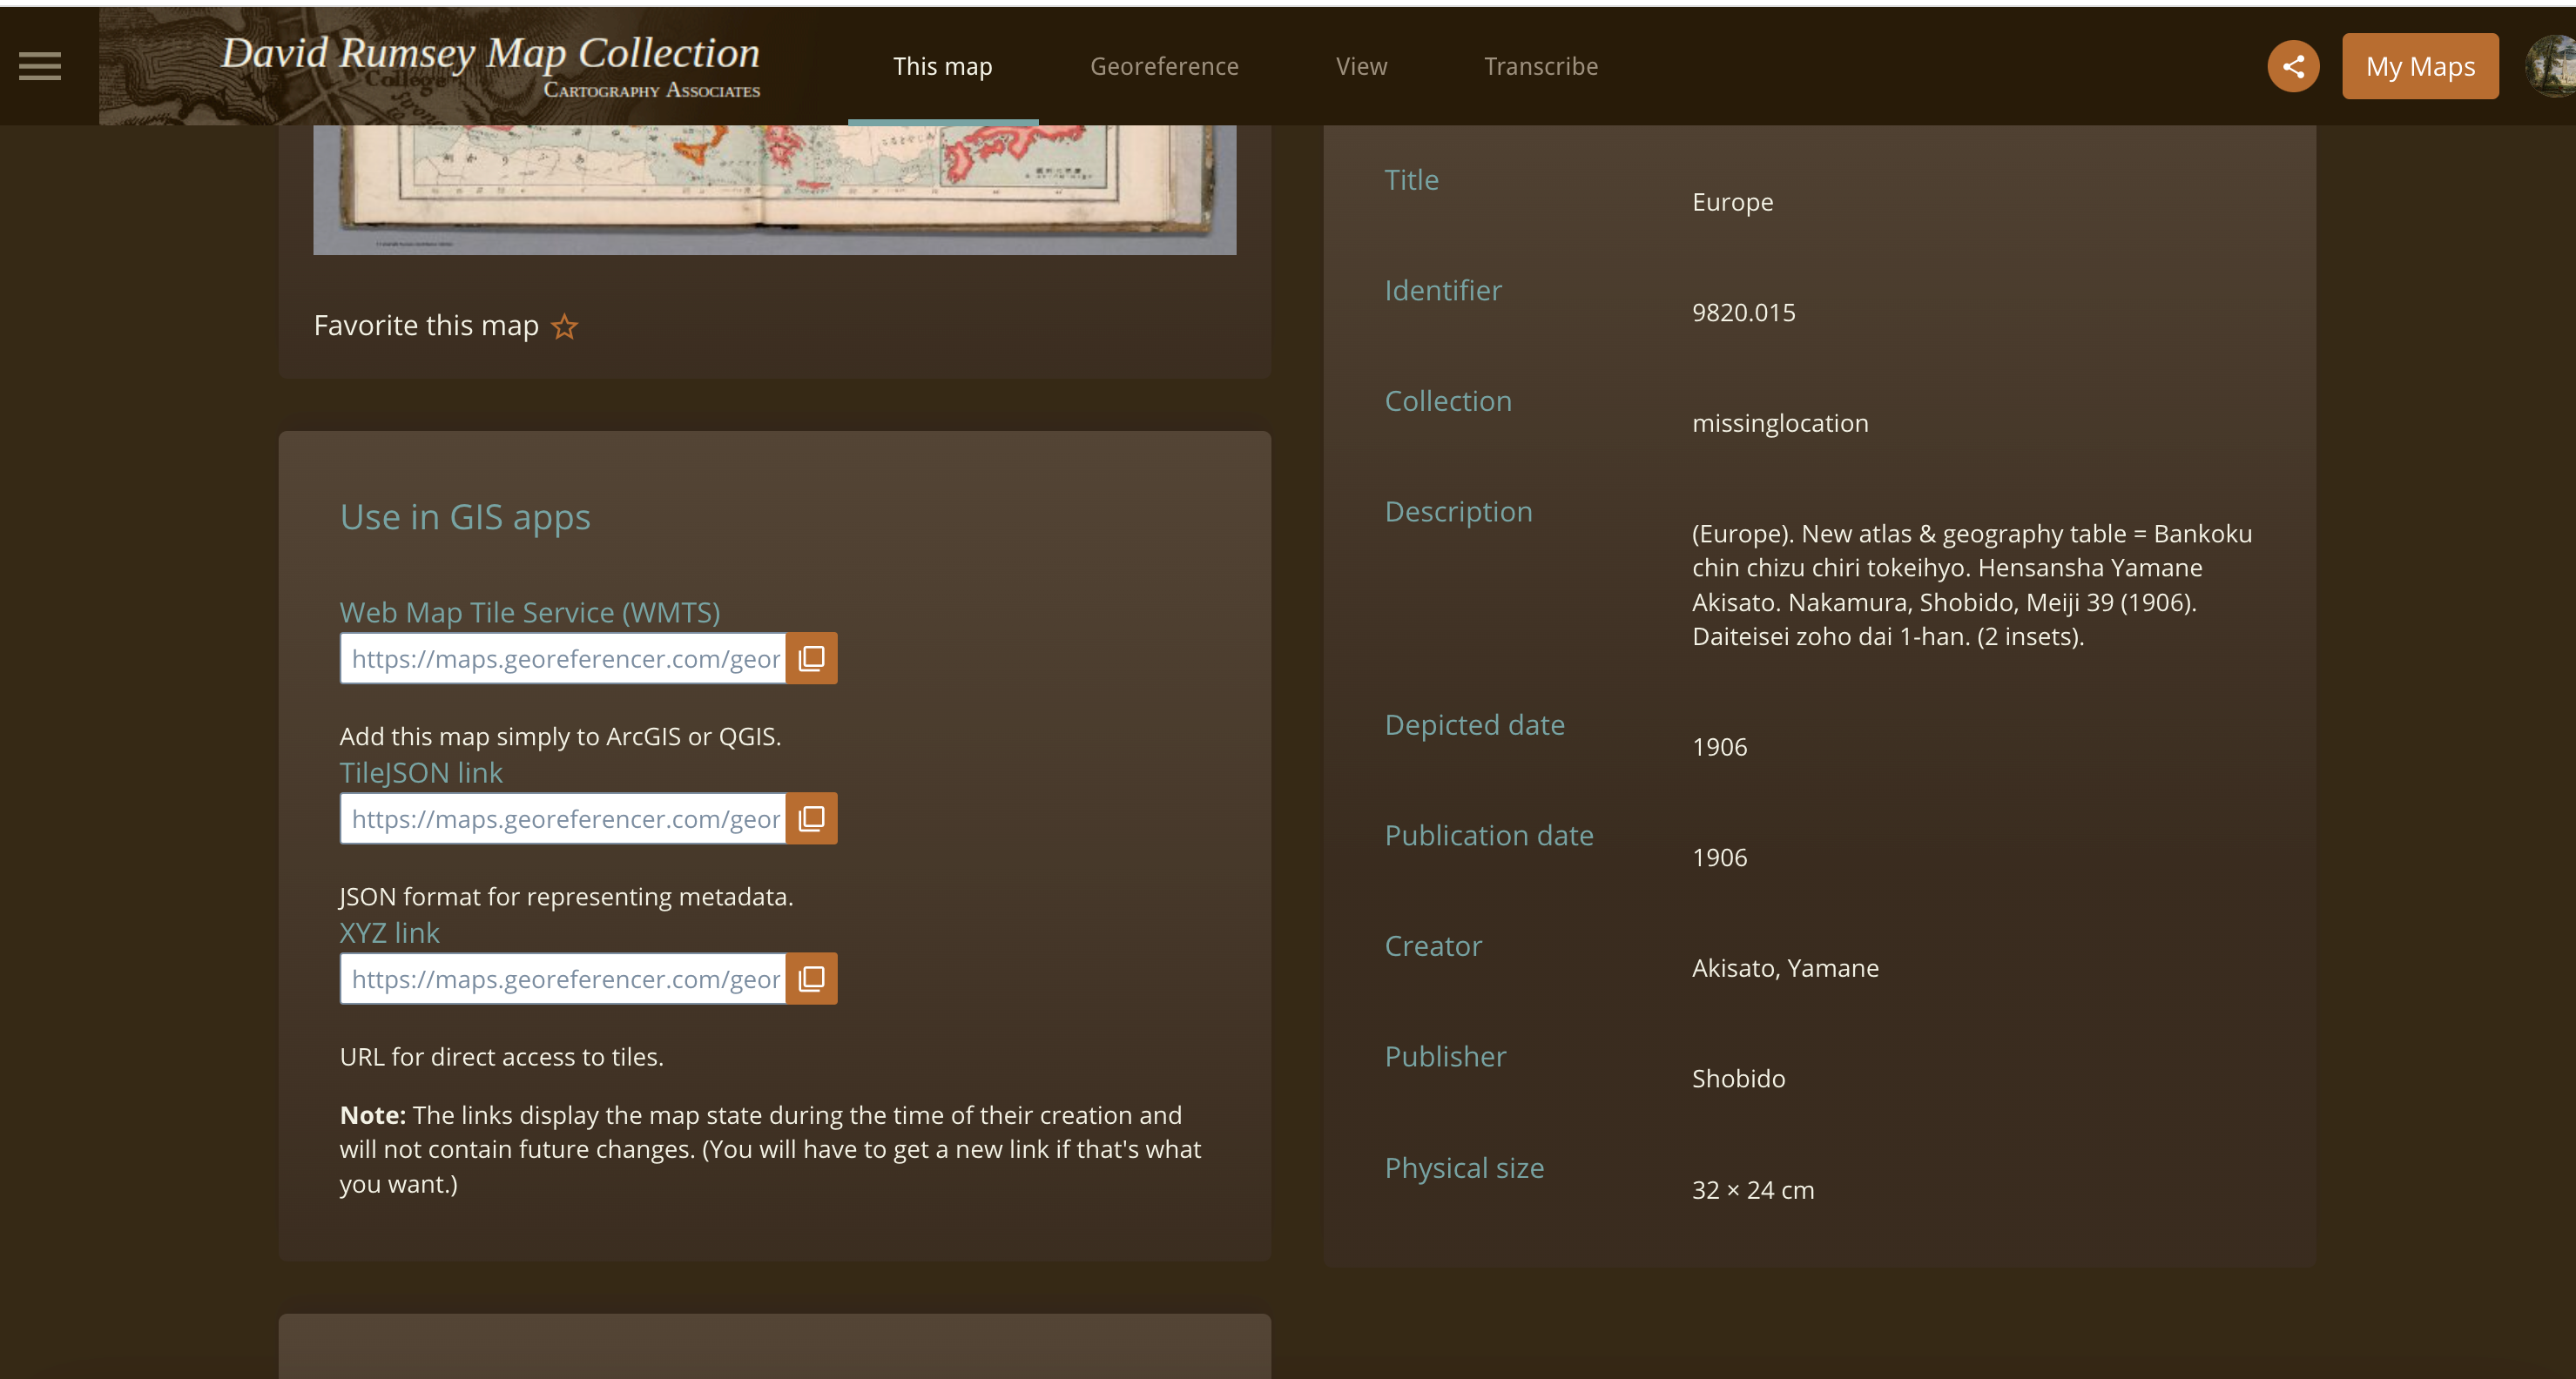 David Rumsey Map Collection
CARTOGRAPHY ASSOCIATES
This map
Georeference
View
Transcribe
My Maps
College
Favorite this map
Use in GIS apps
Web Map Tile Service (WMTS)
https://maps.georeferencer.com/geor
Add this map simply to ArcGIS or QGIS.
TileJSON link
https://maps.georeferencer.com/geor
JSON format for representing metadata.
XYZ link
https://maps.georeferencer.com/geor
URL for direct access to tiles.
Note: The links display the map state during the time of their creation and
will not contain future changes. (You will have to get a new link if that's what
you want.)
Title
Europe
Identifier
9820.015
Collection
missinglocation
Description
(Europe). New atlas & geography table = Bankoku
chin chizu chiri tokeihyo. Hensansha Yamane
Akisato. Nakamura, Shobido, Meiji 39 (1906).
Daiteisei zoho dai 1-han. (2 insets).
Depicted date
1906
Publication date
1906
Creator
Akisato, Yamane
Publisher
Shobido
Physical size
32 × 24 cm